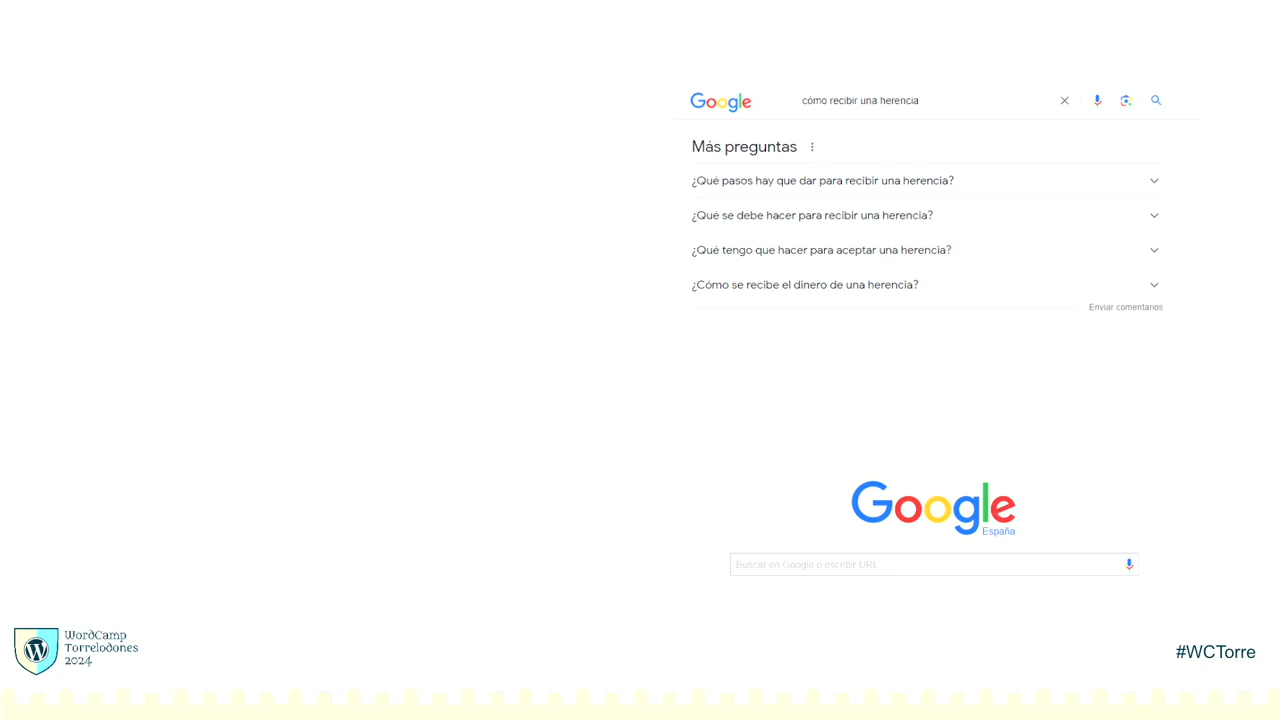 Google
cómo recibir una herencia
Más preguntas
¿Qué pasos hay que dar para recibir una herencia?
¿Qué se debe hacer para recibir una herencia?
¿Qué tengo que hacer para aceptar una herencia?
¿Cómo se recibe el dinero de una herencia?
Enviar comentarios
Google
España
Buscar en Google o escribir URL
WordCamp
Torrelodones
2024
#WCTorre